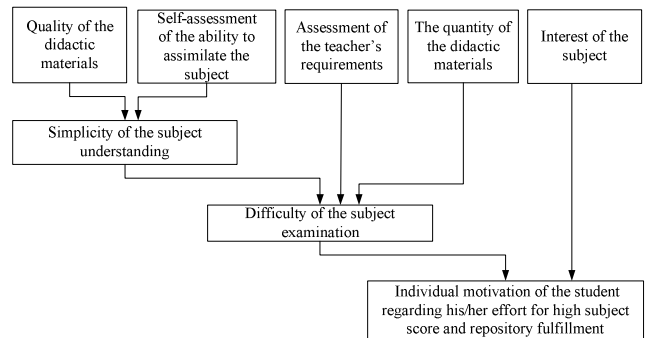 Quality of the
didactic
materials
Self-assessment
of the ability to
assimilate the
subject
Assessment of
the teacher's
requirements
The quantity of
the didactic
materials
Interest of the
subject
Simplicity of the subject
understanding
Difficulty of the subject
examination
Individual motivation of the student
regarding his/her effort for high subject
score and repository fulfillment